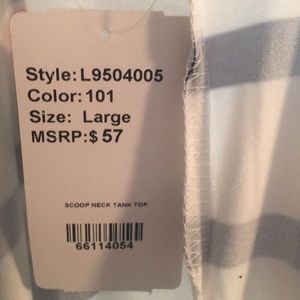 Style:L9504005
Color:101
Size: Large
MSRP:$57
SCOOP NECK TANK TOP
66114054